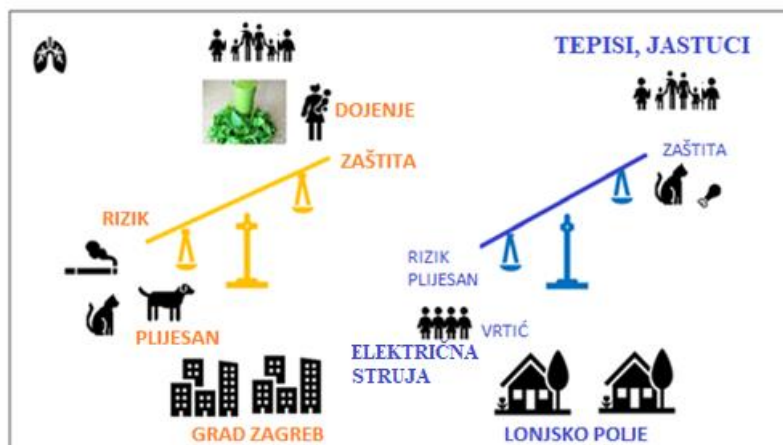 TEPISI, JASTUCI
DOJENJE
ZAŠTITA
RIZIK
PLIJESAN
GRAD ZAGREB
ZAŠTITA
RIZIK
PLIJESAN
VRTIĆ
ELEKTRIČNA
STRUJA
LONJSKO POLJE